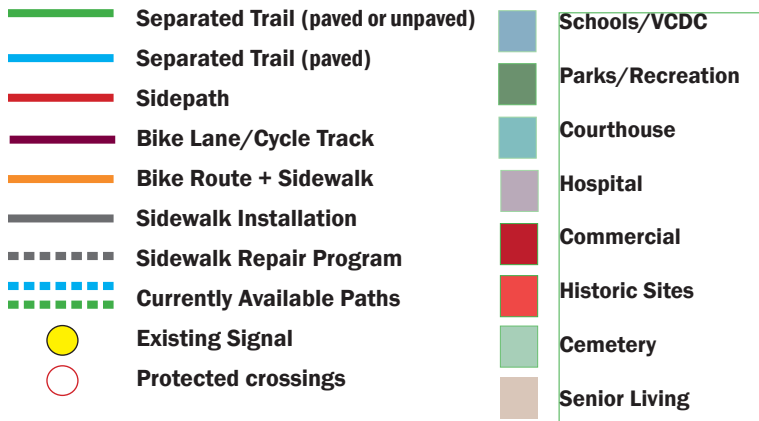 Separated Trail (paved or unpaved)
Separated Trail (paved)
Sidepath
Bike Lane/Cycle Track
Bike Route + Sidewalk
Sidewalk Installation
Sidewalk Repair Program
Currently Available Paths
Existing Signal
Protected crossings
Schools/VCDC
Parks/Recreation
Courthouse
Hospital
Commercial
Historic Sites
Cemetery
Senior Living